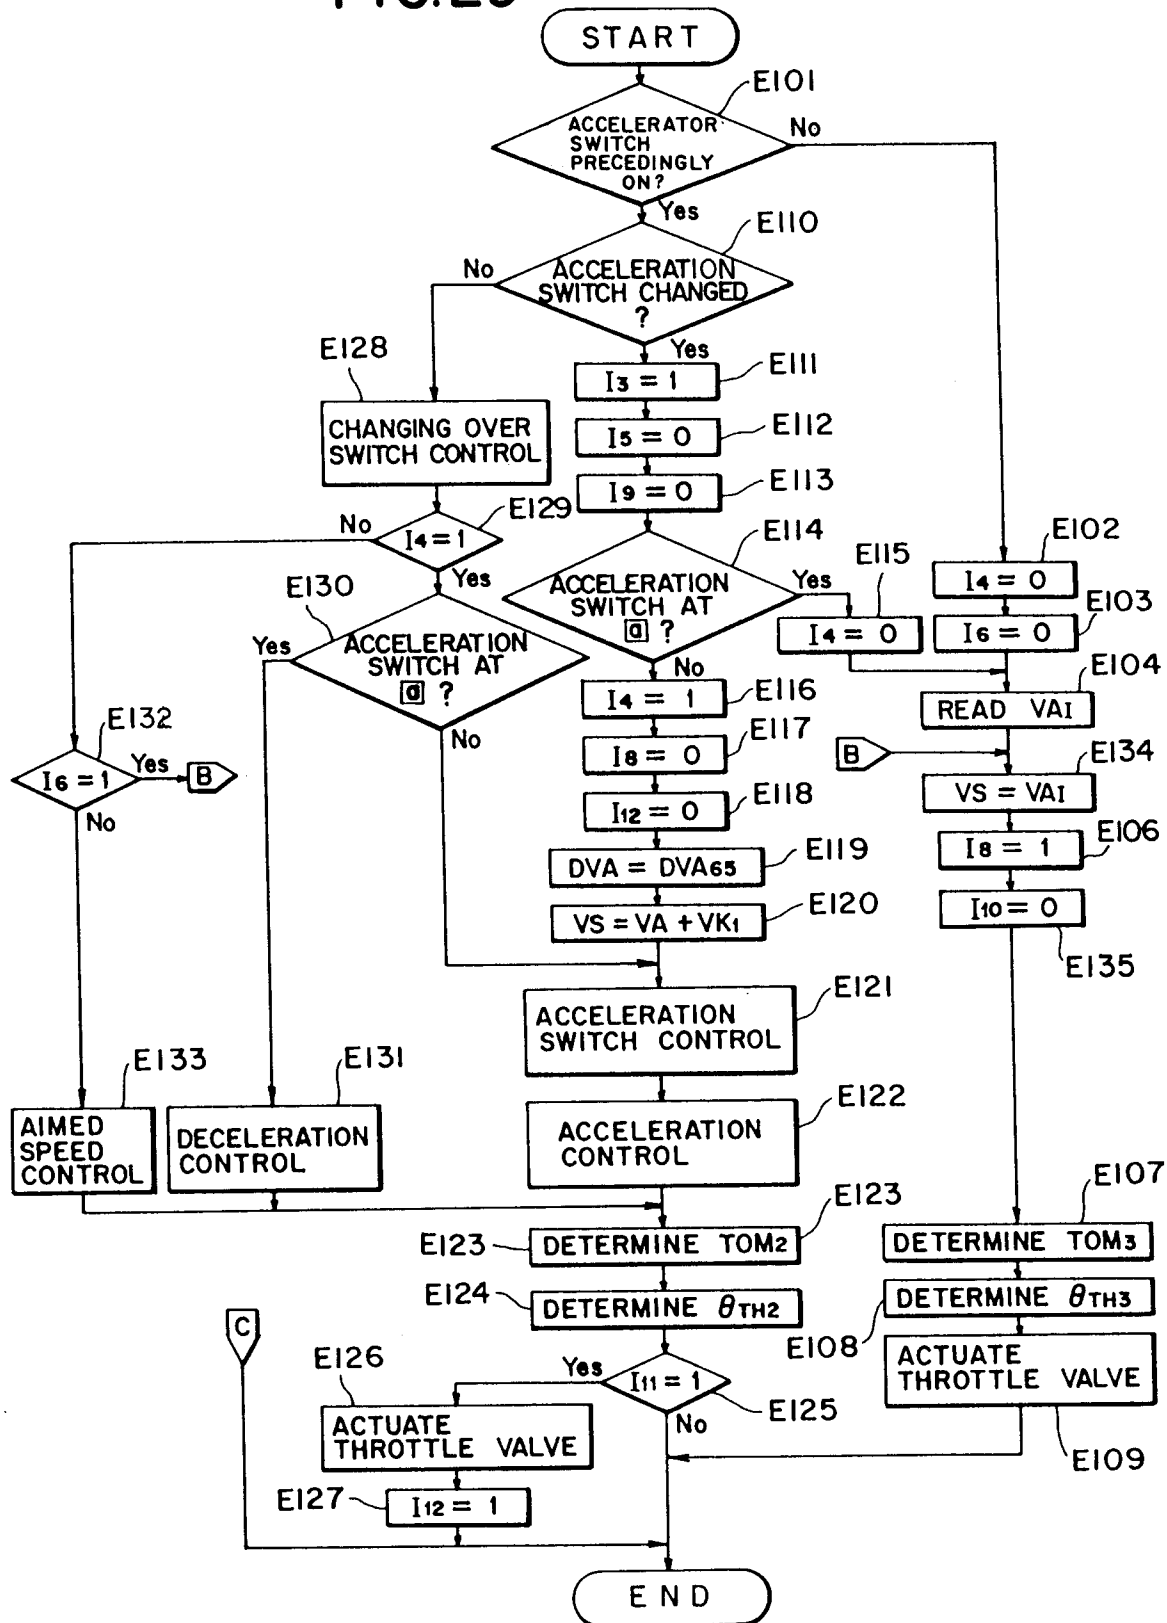 START
E101
ACCELERATOR
SWITCH
PRECEDINGLY
ON?
No
Yes
E110
ACCELERATION
SWITCH CHANGED
?
No
Yes
E128
CHANGING OVER
SWITCH CONTROL
I3 = 1
E111
I5 = 0
E112
I9 = 0
E113
E129
I4 = 1
No
Yes
E114
ACCELERATION
SWITCH AT
a ?
Yes
No
E115
I4 = 0
E102
I4 = 0
E103
I6 = 0
E104
READ VAI
E130
ACCELERATION
SWITCH AT
a ?
Yes
No
I4 = 1
E116
I8 = 0
E117
I12 = 0
E118
DVA = DVA65
E119
VS = VA + VK1
E120
E132
I6 = 1
Yes
B
No
B
E134
VS = VAI
E106
I8 = 1
I10 = 0
E135
E121
ACCELERATION
SWITCH CONTROL
E122
ACCELERATION
CONTROL
E133
AIMED
SPEED
CONTROL
E131
DECELERATION
CONTROL
E123
E123
DETERMINE TOM2
E124
DETERMINE θTH2
E107
DETERMINE TOM3
DETERMINE θTH3
E108
ACTUATE
THROTTLE VALVE
E109
C
I11 = 1
Yes
E125
No
E126
ACTUATE
THROTTLE VALVE
E127
I12 = 1
END